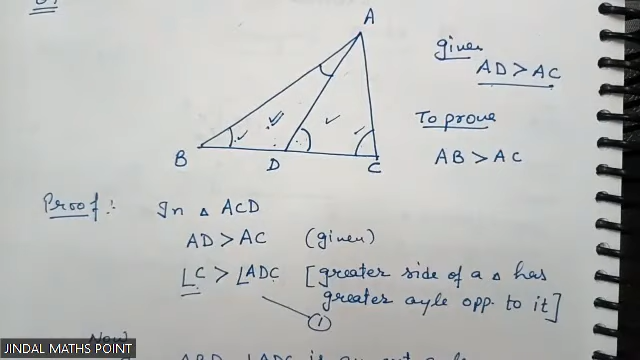 A
B
D
C
given
AD > AC
To prove
AB > AC
Proof :- In △ ACD
AD > AC (given)
∠C > ∠ADC [greater side of a △ has
greater angle opp. to it]
①
Now,
JINDAL MATHS POINT